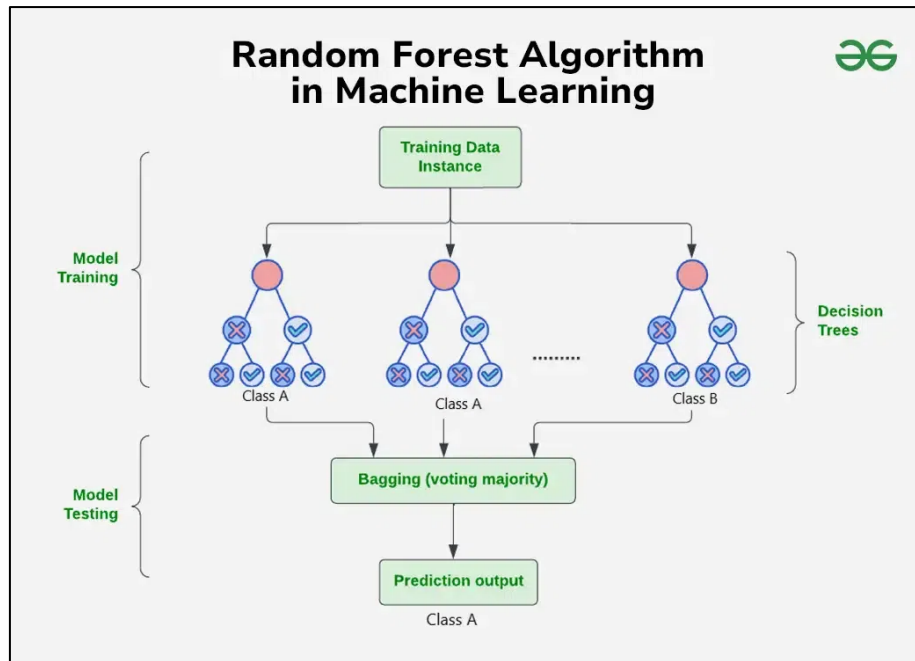 Random Forest Algorithm
in Machine Learning
Training Data
Instance
Model
Training
Decision
Trees
.........
Class A
Class A
Class B
Bagging (voting majority)
Model
Testing
Prediction output
Class A